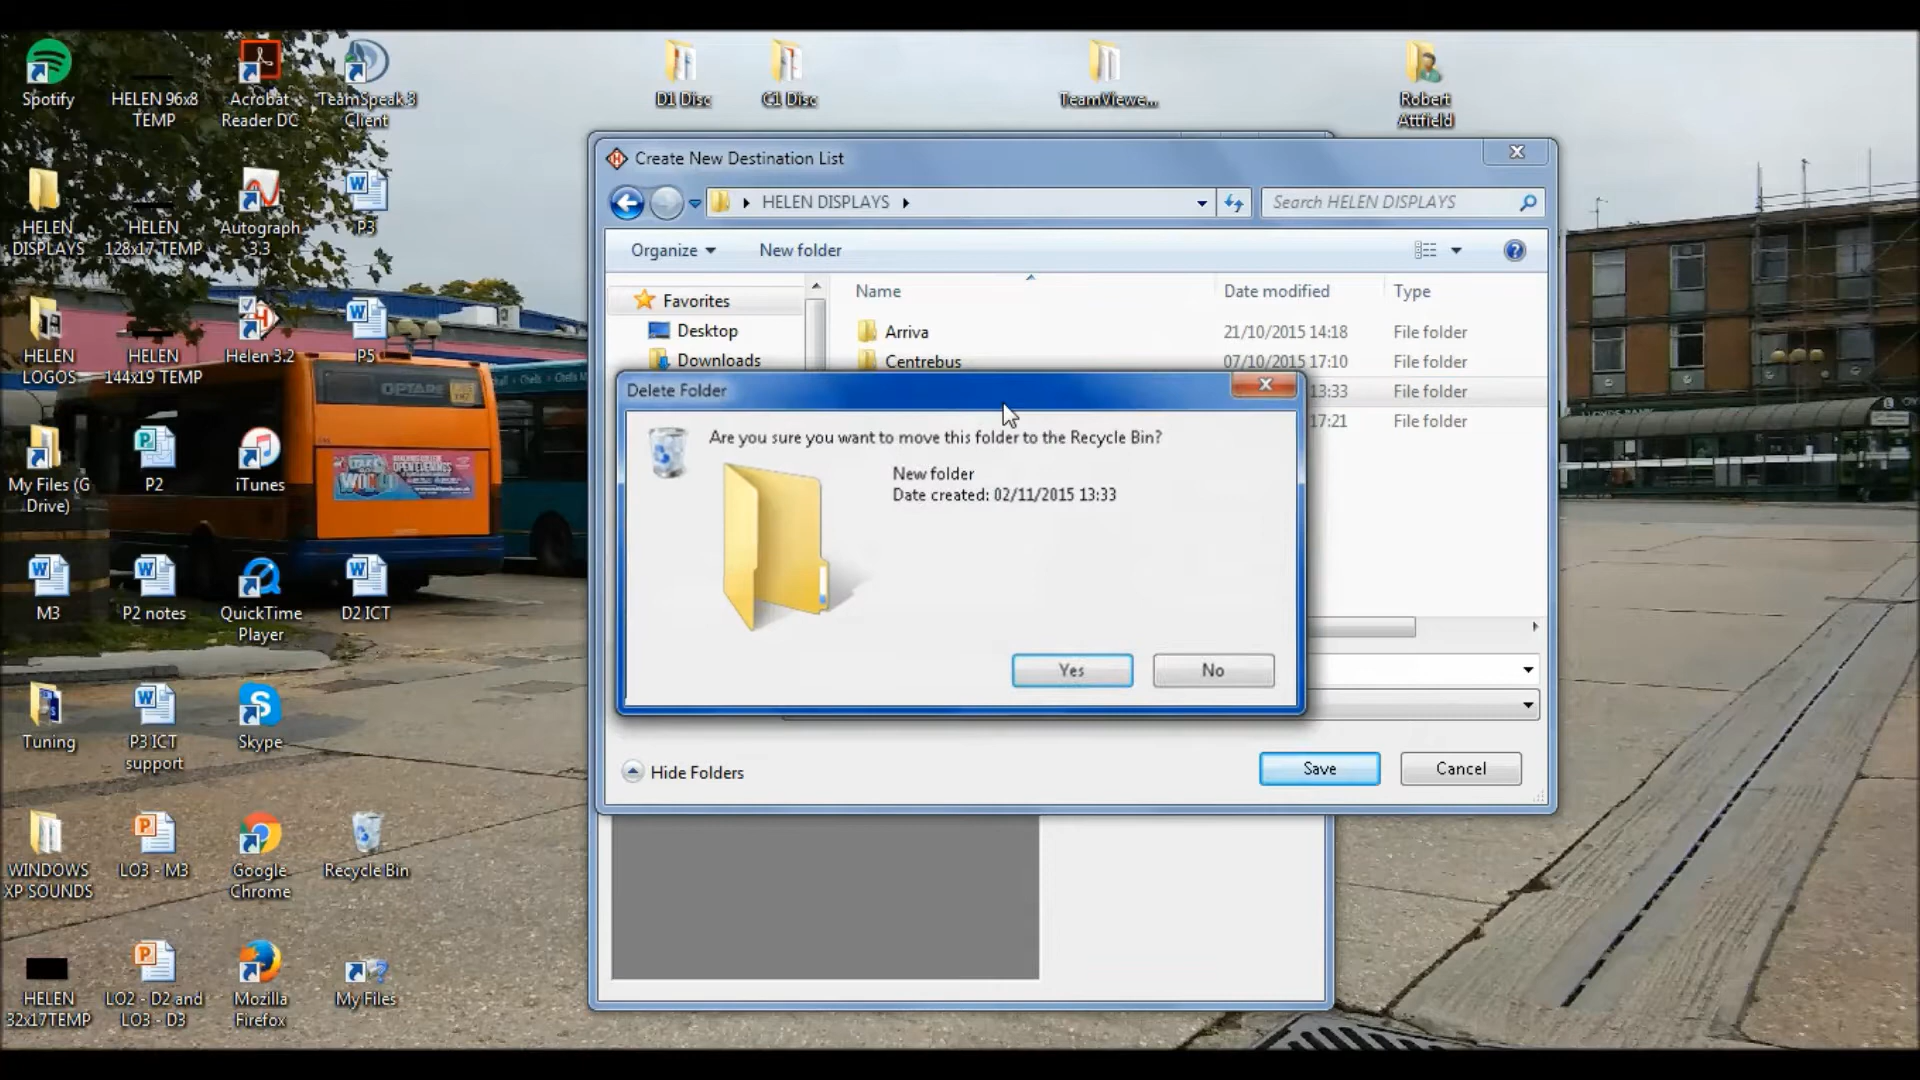 Spotify
HELEN 96x8
TEMP
Acrobat
Reader DC
TeamSpeak 3
Client
D1 Disc
C1 Disc
TeamViewe...
Robert
Attfield
HELEN
DISPLAYS
HELEN
128x17 TEMP
Autograph
3.3
P3
HELEN
LOGOS
HELEN
144x19 TEMP
Helen 3.2
P5
My Files (G
Drive)
P2
iTunes
M3
P2 notes
QuickTime
Player
D2 ICT
Tuning
P3 ICT
support
Skype
WINDOWS
XP SOUNDS
LO3 - M3
Google
Chrome
Recycle Bin
HELEN
32x17TEMP
LO2 - D2 and
LO3 - D3
Mozilla
Firefox
My Files
OPTARE
Create New Destination List
HELEN DISPLAYS
Search HELEN DISPLAYS
Organize
New folder
Favorites
Desktop
Downloads
Name
Date modified
Type
Arriva
21/10/2015 14:18
File folder
Centrebus
07/10/2015 17:10
File folder
13:33
File folder
17:21
File folder
Delete Folder
Are you sure you want to move this folder to the Recycle Bin?
New folder
Date created: 02/11/2015 13:33
Yes
No
Hide Folders
Save
Cancel